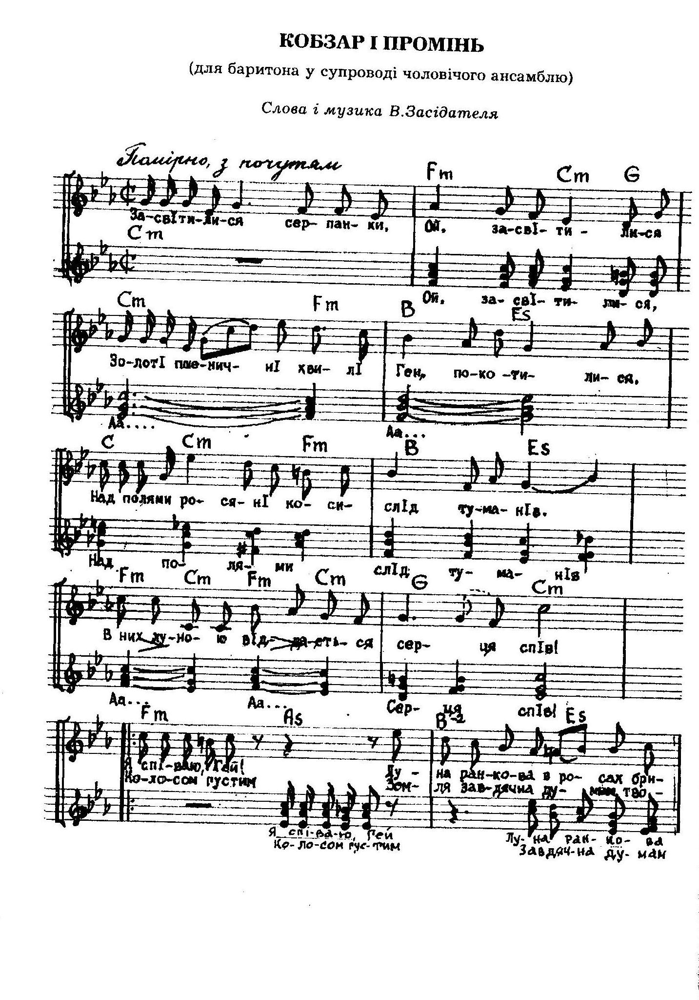 КОБЗАР І ПРОМІНЬ
(для баритона у супроводі чоловічого ансамблю)
Слова і музика В.Засідателя
Помірно, з почутям
Fm Cm G
За-світи-ли-ся сер- пан- ки, Ой, за-сві- ти - Ли-ся
Cm
Ой, за- сві- ти- ли- ся,
Cm Fm B Es
Зо-лоті пше-нич- ні хви- лі Ген, по-ко -ти- ли- ся.
Аа.... Аа...
C Cm Fm B Es
Над полями ро- ся- ні ко- си- слід ту-ма- нів.
Над по- ля- ми слід ту- ма- нів
Fm Cm Fm Cm G Cm
В них лу-но- ю від- да-єть- ся сер- ця спів!
Аа... Аа... Сер- ця спів!
Fm As B-2 Es
Я спі-ваю, Гей! Лу - на ран-ко-ва в ро- сах бри-
Ко-ло-сом густим Зем- ля зав-дячна ду- мам тво -
Я спі-ва-ю, Гей Лу- на ран- ко- ва
Ко-ло-сом гус-тим Завдяч-на ду- мам